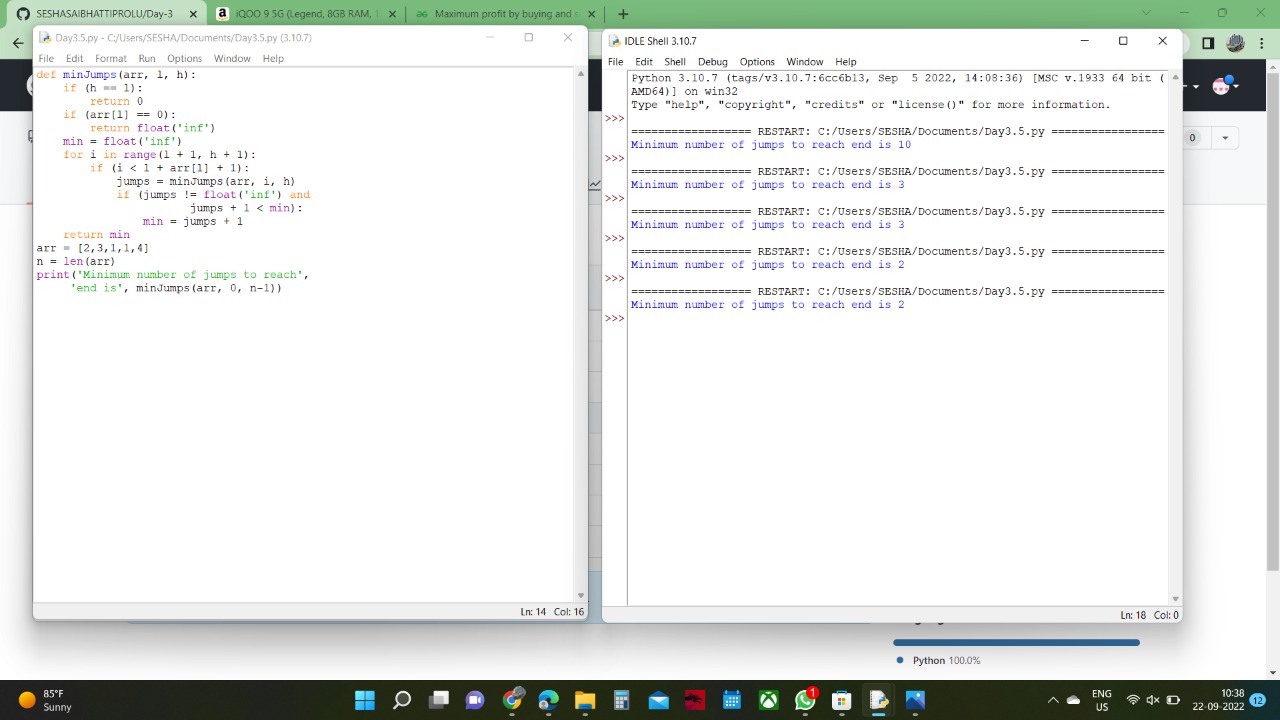 SESHASAIBHATTIPROLU/Day-3
iQOO 9 5G (Legend, 8GB RAM, 1
Maximum profit by buying and s
Day3.5.py - C:/Users/SESHA/Documents/Day3.5.py (3.10.7)
File Edit Format Run Options Window Help
def minJumps(arr, l, h):
    if (h == l):
        return 0
    if (arr[l] == 0):
        return float('inf')
    min = float('inf')
    for i in range(l + 1, h + 1):
        if (i < l + arr[l] + 1):
            jumps = minJumps(arr, i, h)
            if (jumps != float('inf') and
                       jumps + 1 < min):
                min = jumps + 1
    return min
arr = [2,3,1,1,4]
n = len(arr)
print('Minimum number of jumps to reach',
     'end is', minJumps(arr, 0, n-1))
Ln: 14 Col: 16
IDLE Shell 3.10.7
File Edit Shell Debug Options Window Help
Python 3.10.7 (tags/v3.10.7:6cc6b13, Sep  5 2022, 14:08:36) [MSC v.1933 64 bit (
AMD64)] on win32
Type "help", "copyright", "credits" or "license()" for more information.
>>>
================== RESTART: C:/Users/SESHA/Documents/Day3.5.py =================
Minimum number of jumps to reach end is 10
>>>
================== RESTART: C:/Users/SESHA/Documents/Day3.5.py =================
Minimum number of jumps to reach end is 3
>>>
================== RESTART: C:/Users/SESHA/Documents/Day3.5.py =================
Minimum number of jumps to reach end is 3
>>>
================== RESTART: C:/Users/SESHA/Documents/Day3.5.py =================
Minimum number of jumps to reach end is 2
>>>
================== RESTART: C:/Users/SESHA/Documents/Day3.5.py =================
Minimum number of jumps to reach end is 2
>>>
Ln: 18 Col: 0
0
Python 100.0%
85°F
Sunny
1
ENG
US
10:38
22-09-2022
12